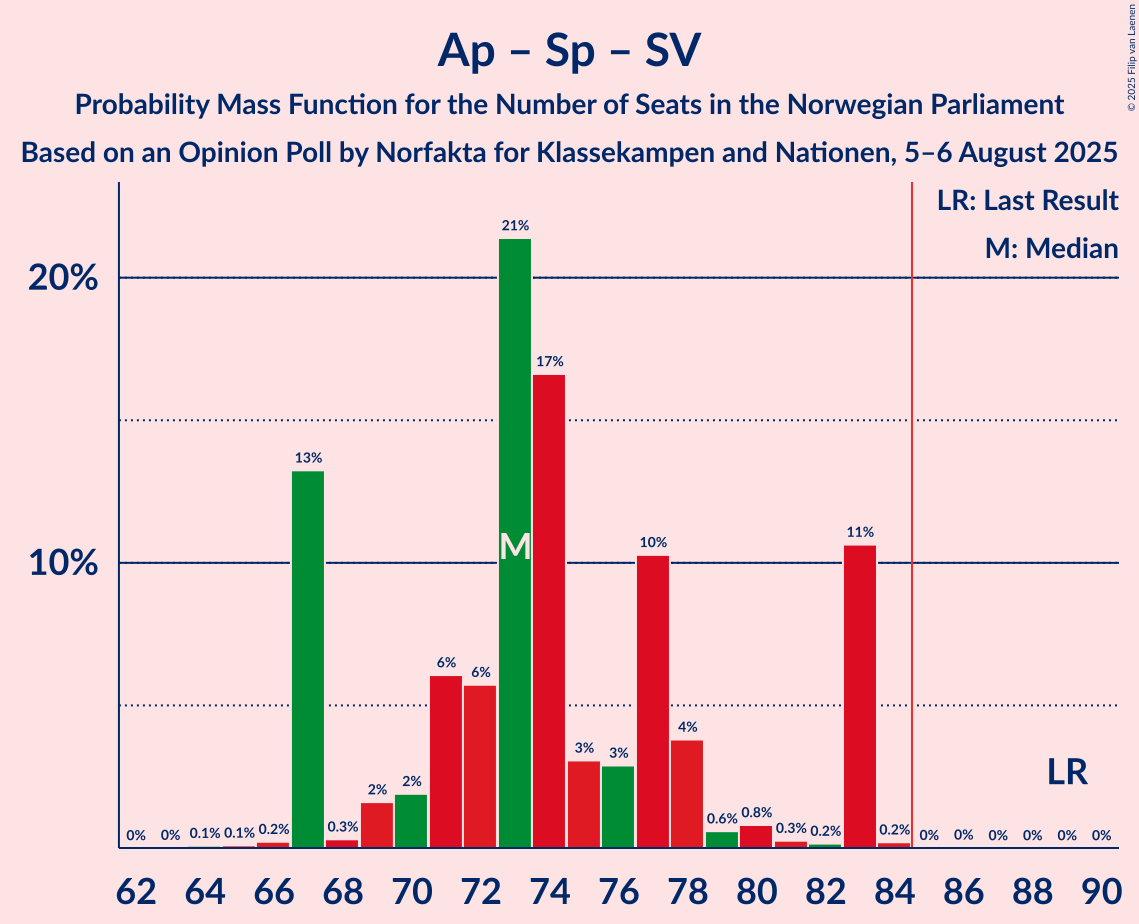 Ap – Sp – SV
Probability Mass Function for the Number of Seats in the Norwegian Parliament
Based on an Opinion Poll by Norfakta for Klassekampen and Nationen, 5–6 August 2025
© 2025 Filip van Laenen
LR: Last Result
M: Median
20%
10%
0% 0% 0.1% 0.1% 0.2% 13% 0.3% 2% 2% 6% 6% 21% 17% 3% 3% 10% 4% 0.6% 0.8% 0.3% 0.2% 11% 0.2% 0% 0% 0% 0% 0% 0%
M
LR
62 64 66 68 70 72 74 76 78 80 82 84 86 88 90